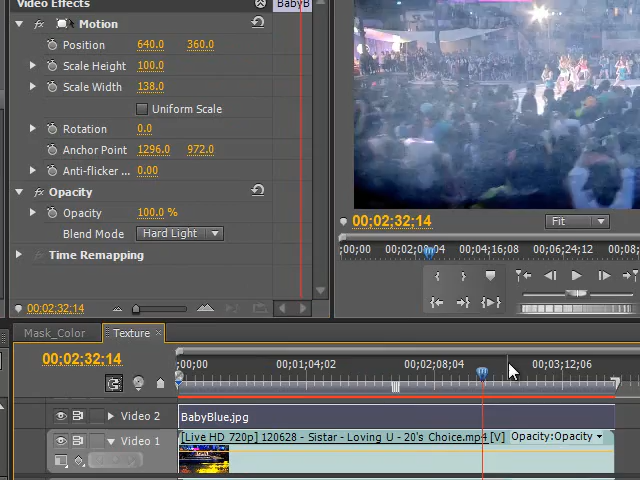 Video Effects
BabyB
fx Motion
Position 640.0 360.0
Scale Height 100.0
Scale Width 138.0
Uniform Scale
Rotation 0.0
Anchor Point 1296.0 972.0
Anti-flicker ... 0.00
fx Opacity
Opacity 100.0 %
Blend Mode Hard Light
fx Time Remapping
00;02;32;14
00;02;32;14 Fit
;00;00 00;02;08;04 00;04;16;08 00;06;24;12 00;08;
Mask_Color Texture ×
00;02;32;14
;00;00 00;01;04;02 00;02;08;04 00;03;12;06
Video 2 BabyBlue.jpg
Video 1 [Live HD 720p] 120628 - Sistar - Loving U - 20's Choice.mp4 [V] Opacity:Opacity